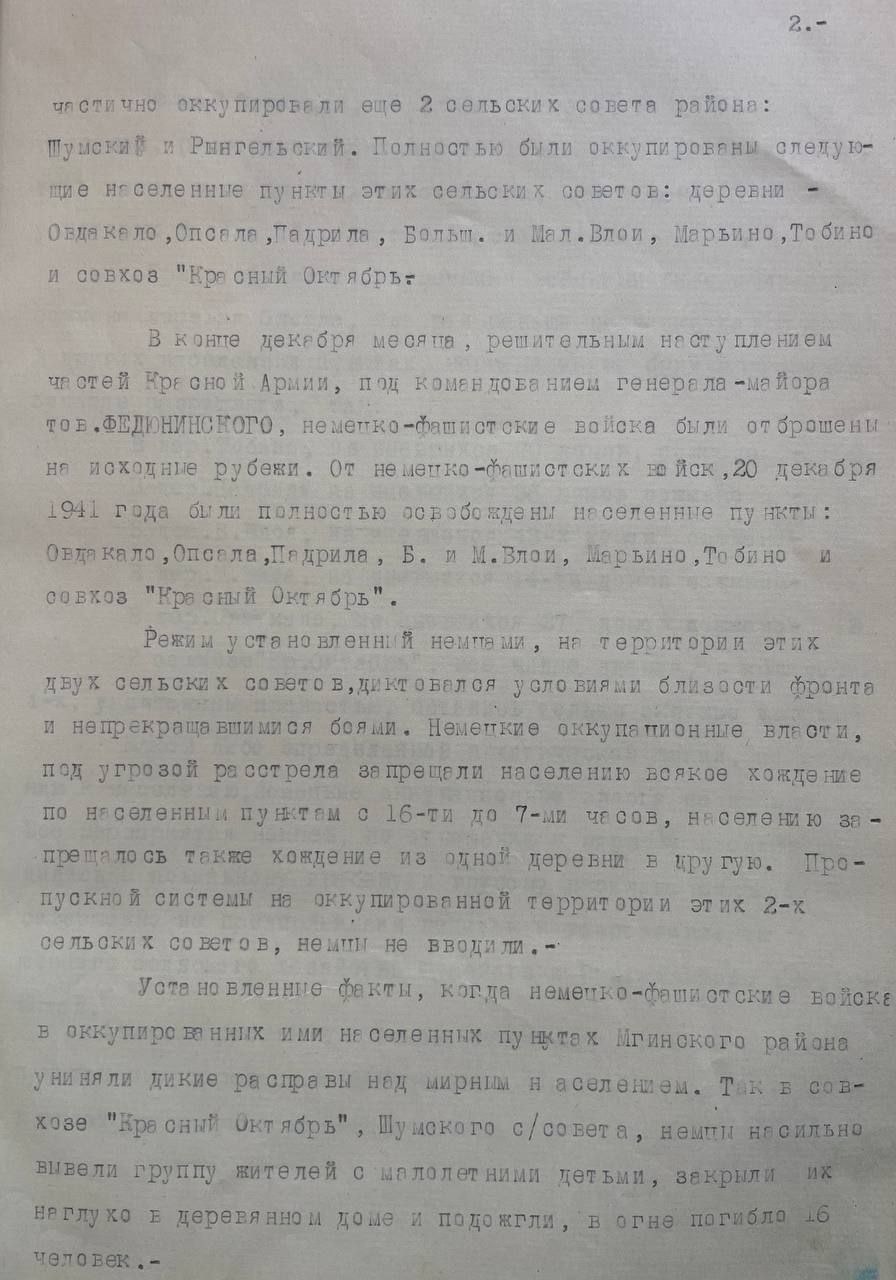 2.-
частично оккупировали еще 2 сельских совета района:
Шумский и Рынгельский. Полностью были оккупированы следую-
щие населенные пункты этих сельских советов: деревни -
Овдакало,Опсала,Падрила, Больш. и Мал.Влои, Марьино,Тобино
и совхоз "Красный Октябрь-
В конце декабря месяца, решительным наступлением
частей Красной Армии, под командованием генерала-майора
тов.ФЕДЮНИНСКОГО, немецко-фашистские войска были отброшены
на исходные рубежи. От немецко-фашистских войск,20 декабря
1941 года были полностью освобождены населенные пункты:
Овдакало,Опсала,Падрила, Б. и М.Влои, Марьино,Тобино и
совхоз "Красный Октябрь".
Режим установленный немцами, на территории этих
двух сельских советов,диктовался условиями близости фронта
и непрекращавшимися боями. Немецкие оккупационные власти,
под угрозой расстрела запрещали населению всякое хождение
по населенным пунктам с 16-ти до 7-ми часов, населению за-
прещалось также хождение из одной деревни в другую. Про-
пускной системы на оккупированной территории этих 2-х
сельских советов, немцы не вводили.-
Установленные факты, когда немецко-фашистские войска
в оккупированных ими населенных пунктах Мгинского района
униняли дикие расправы над мирным населением. Так в сов-
хозе "Красный Октябрь", Шумского с/совета, немцы насильно
вывели группу жителей с малолетними детьми, закрыли их
наглухо в деревянном доме и подожгли, в огне погибло 16
человек.-